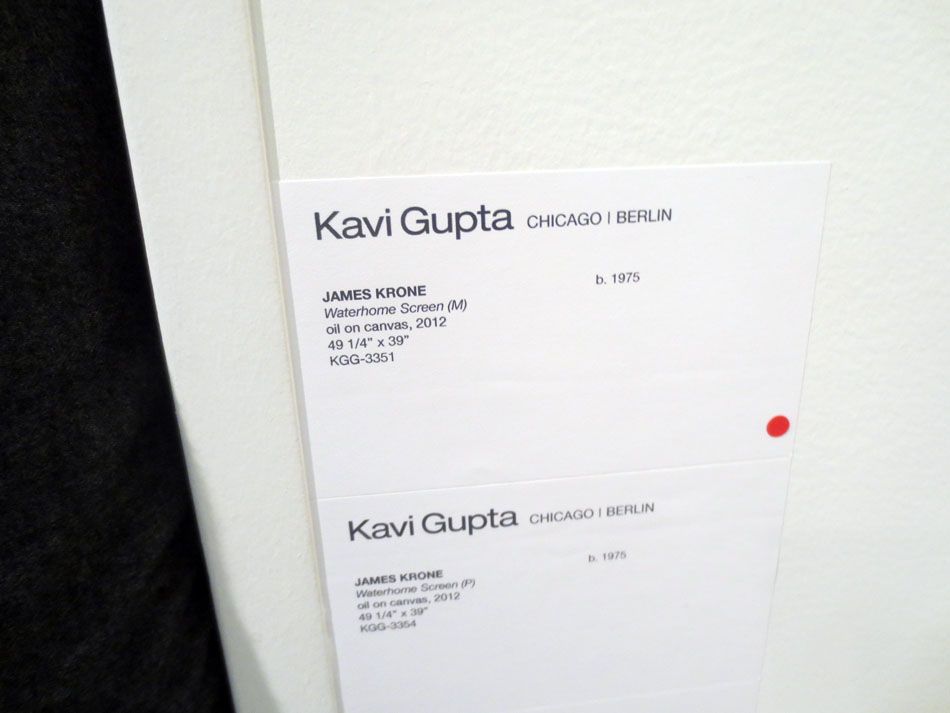 Kavi Gupta CHICAGO | BERLIN
JAMES KRONE b. 1975
Waterhome Screen (M)
oil on canvas, 2012
49 1/4” x 39”
KGG-3351
Kavi Gupta CHICAGO | BERLIN
JAMES KRONE b. 1975
Waterhome Screen (P)
oil on canvas, 2012
49 1/4” x 39”
KGG-3354